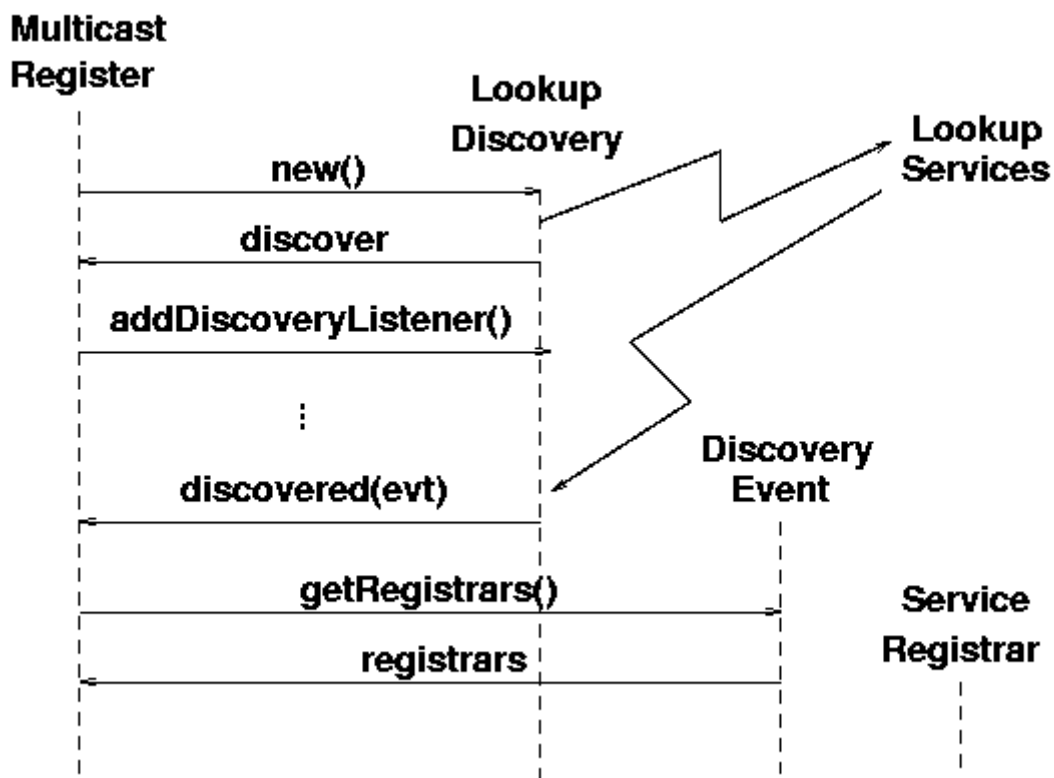 Multicast
Register
Lookup
Discovery
Lookup
Services
new()
discover
addDiscoveryListener()
discovered(evt)
Discovery
Event
getRegistrars()
Service
Registrar
registrars